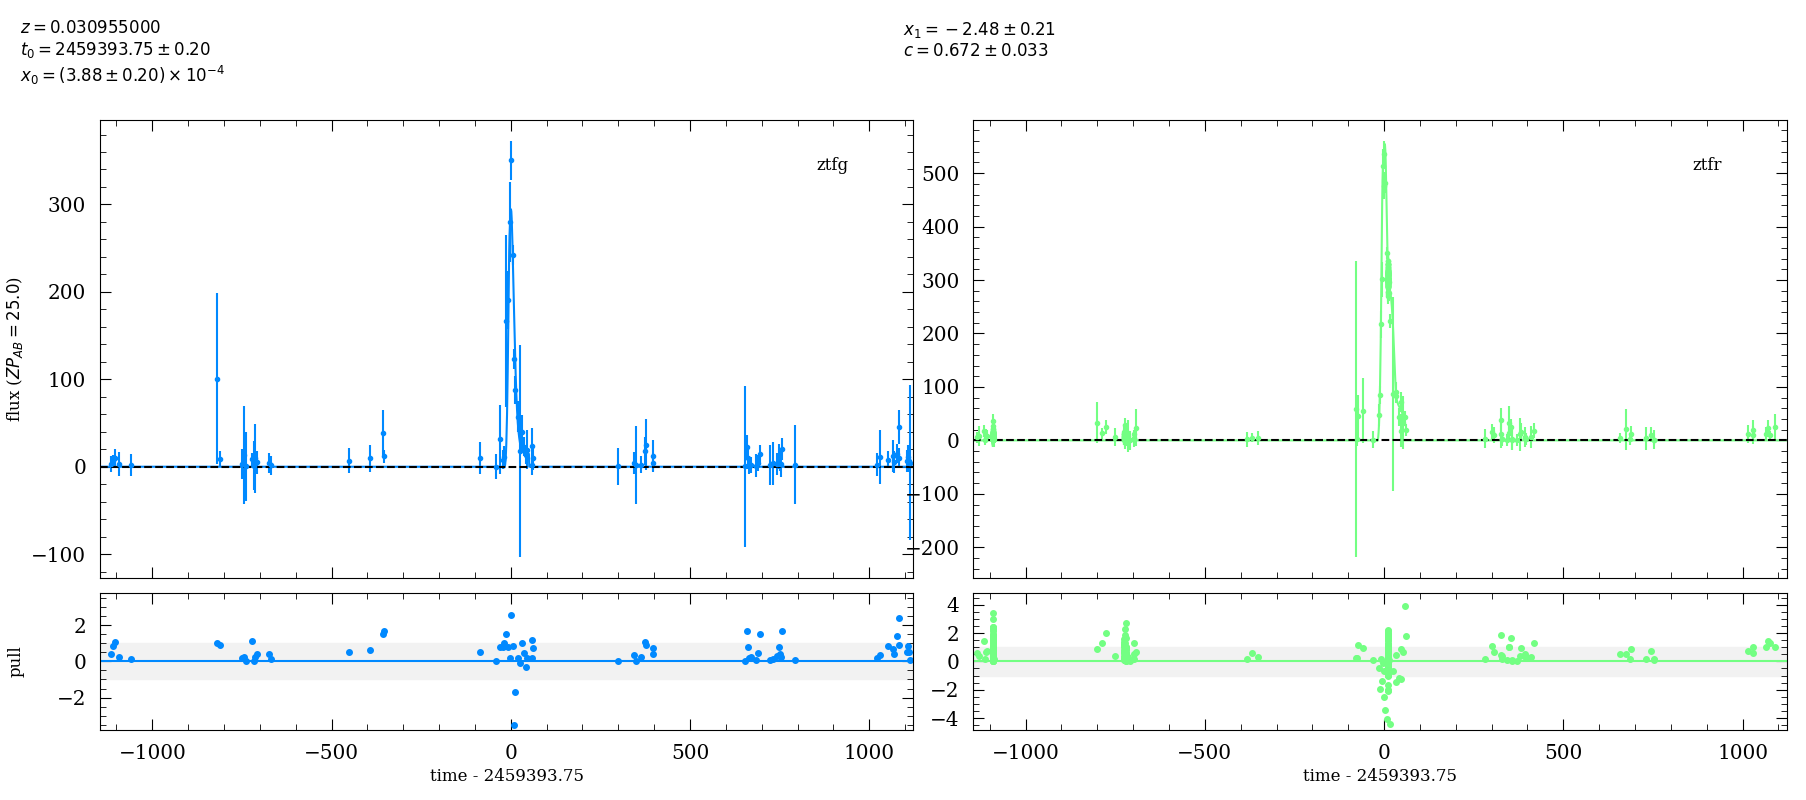 z = 0.030955000
t₀ = 2459393.75 ± 0.20
x₀ = (3.88 ± 0.20) × 10⁻⁴
x₁ = −2.48 ± 0.21
c = 0.672 ± 0.033
ztfg
300
200
100
0
−100
flux (ZP_AB = 25.0)
ztfr
500
400
300
200
100
0
−100
−200
2
0
−2
pull
−1000
−500
0
500
1000
time - 2459393.75
4
2
0
−2
−4
−1000
−500
0
500
1000
time - 2459393.75